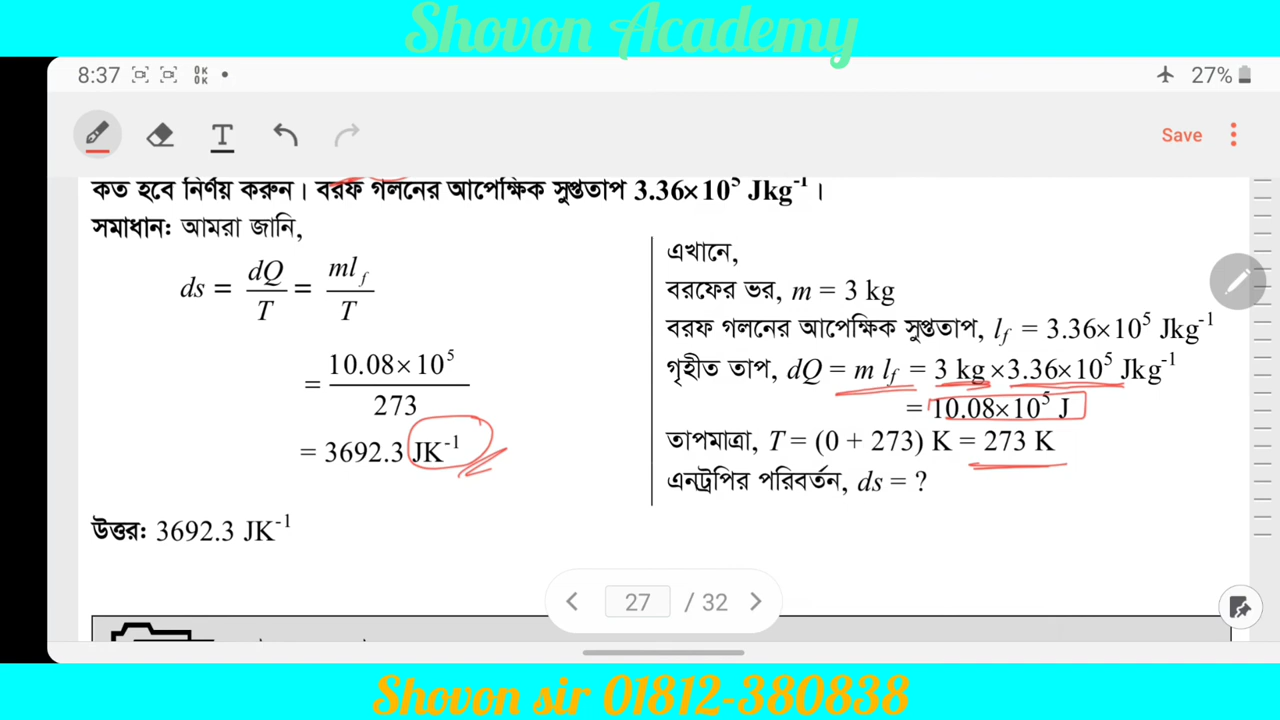 Shovon Academy
8:37
27%
T
Save
কত হবে নির্ণয় করুন। বরফ গলনের আপেক্ষিক সুপ্ততাপ 3.36×10⁵ Jkg⁻¹।
সমাধান: আমরা জানি,
ds = dQ/T = ml_f/T
= 10.08×10⁵/273
= 3692.3 JK⁻¹
উত্তর: 3692.3 JK⁻¹
এখানে,
বরফের ভর, m = 3 kg
বরফ গলনের আপেক্ষিক সুপ্ততাপ, l_f = 3.36×10⁵ Jkg⁻¹
গৃহীত তাপ, dQ = m l_f = 3 kg ×3.36×10⁵ Jkg⁻¹
= 10.08×10⁵ J
তাপমাত্রা, T = (0 + 273) K = 273 K
এনট্রপির পরিবর্তন, ds = ?
27 / 32
Shovon sir 01812-380838